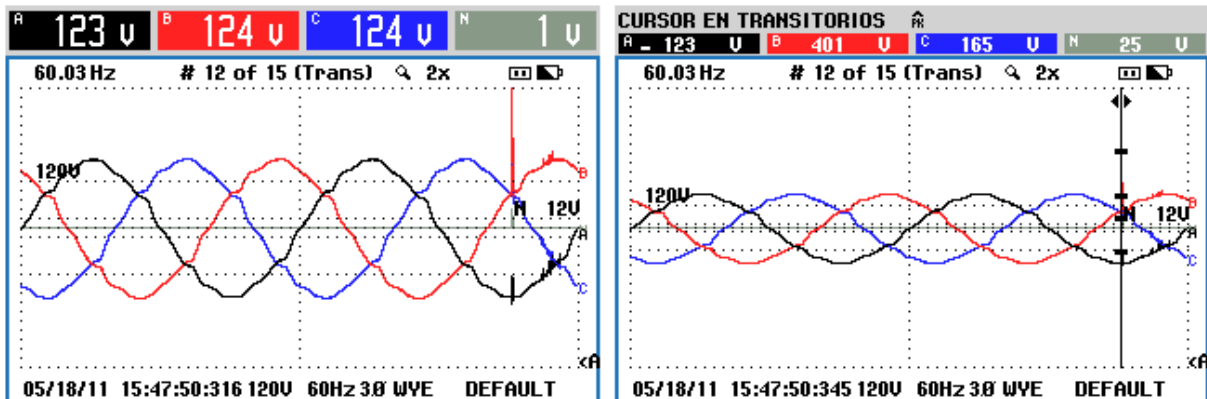 A 123 V B 124 V C 124 V N 1 V
60.03 Hz # 12 of 15 (Trans) 2x
120V
N 12V
B
A
C
<A
05/18/11 15:47:50:316 120V 60Hz 3Ø WYE DEFAULT
CURSOR EN TRANSITORIOS PK
A - 123 V B 401 V C 165 V N 25 V
60.03 Hz # 12 of 15 (Trans) 2x
120V
N 12V
B
A
C
<A
05/18/11 15:47:50:345 120V 60Hz 3Ø WYE DEFAULT